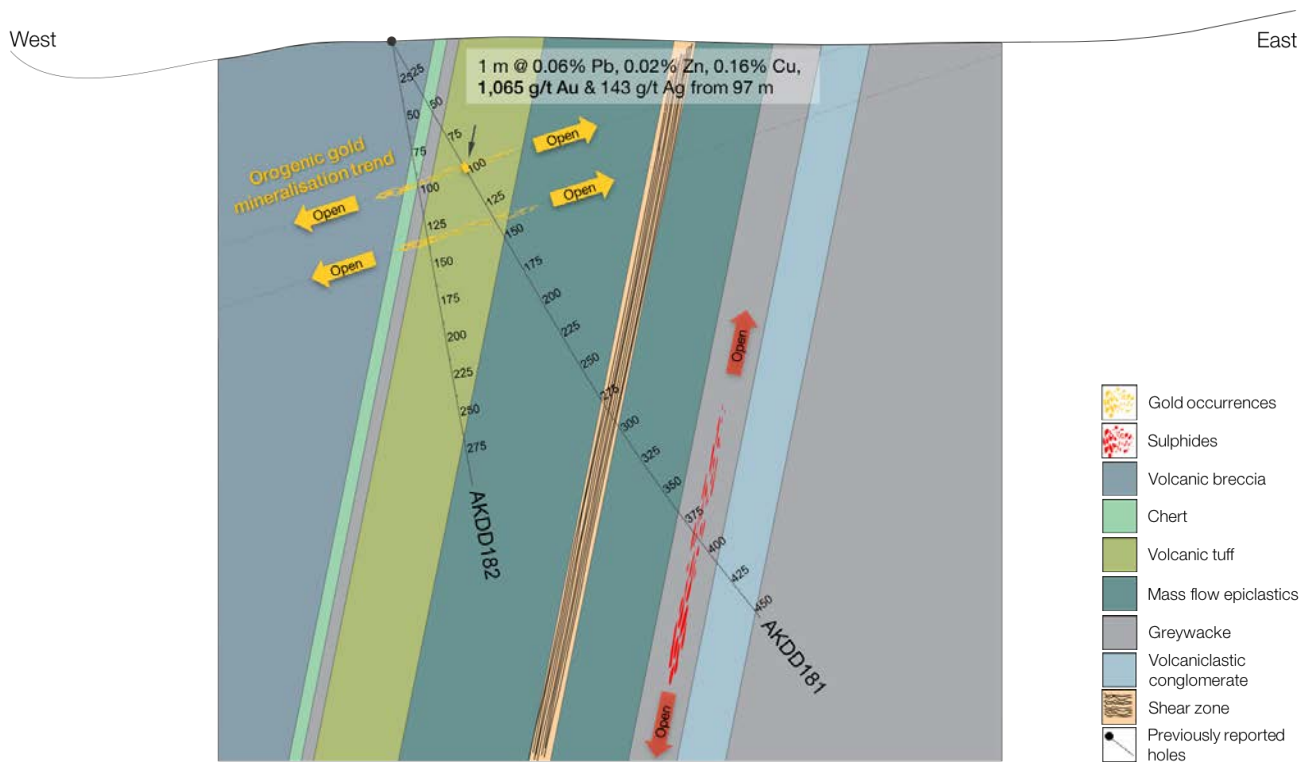 West
East
1 m @ 0.06% Pb, 0.02% Zn, 0.16% Cu,
1,065 g/t Au & 143 g/t Ag from 97 m
Orogenic gold
mineralisation trend
Open
Open
Open
Open
25
50
75
100
125
150
175
200
225
250
275
AKDD182
25
50
75
100
125
150
175
200
225
250
275
300
325
350
375
400
425
450
AKDD181
Open
Open
Gold occurrences
Sulphides
Volcanic breccia
Chert
Volcanic tuff
Mass flow epiclastics
Greywacke
Volcaniclastic
conglomerate
Shear zone
Previously reported
holes